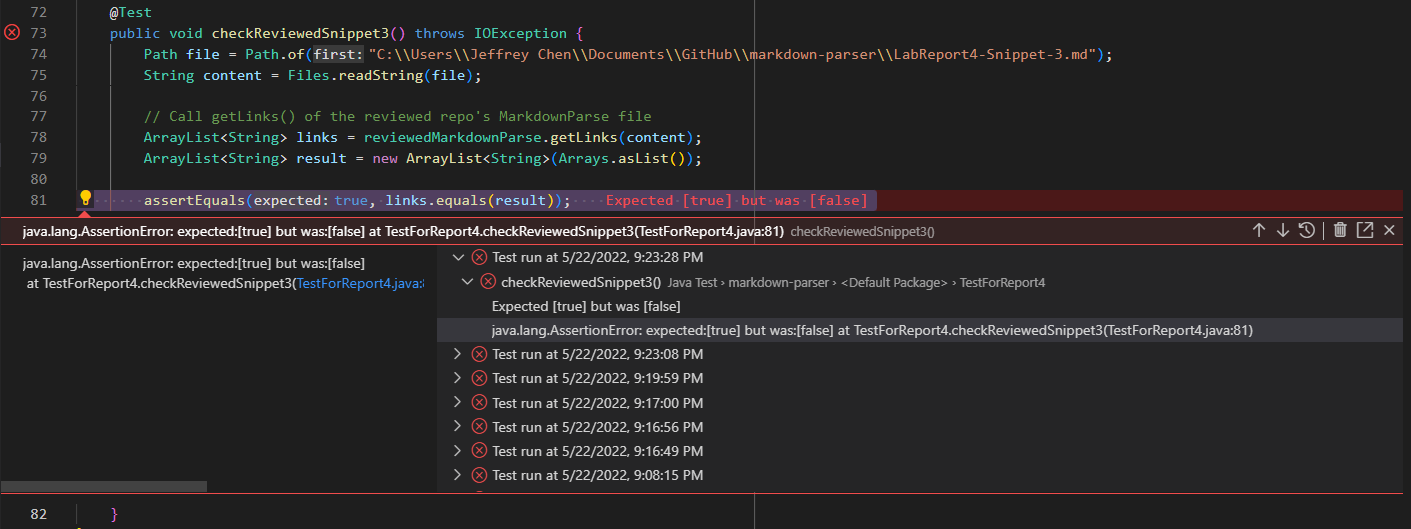 72 @Test
73 public void checkReviewedSnippet3() throws IOException {
74 Path file = Path.of(first:"C:\\Users\\Jeffrey Chen\\Documents\\GitHub\\markdown-parser\\LabReport4-Snippet-3.md");
75 String content = Files.readString(file);
76
77 // Call getLinks() of the reviewed repo's MarkdownParse file
78 ArrayList<String> links = reviewedMarkdownParse.getLinks(content);
79 ArrayList<String> result = new ArrayList<String>(Arrays.asList());
80
81 assertEquals(expected:true, links.equals(result)); Expected [true] but was [false]
java.lang.AssertionError: expected:[true] but was:[false] at TestForReport4.checkReviewedSnippet3(TestForReport4.java:81) checkReviewedSnippet3()
java.lang.AssertionError: expected:[true] but was:[false]
at TestForReport4.checkReviewedSnippet3(TestForReport4.java:
Test run at 5/22/2022, 9:23:28 PM
checkReviewedSnippet3() Java Test › markdown-parser › <Default Package> › TestForReport4
Expected [true] but was [false]
java.lang.AssertionError: expected:[true] but was:[false] at TestForReport4.checkReviewedSnippet3(TestForReport4.java:81)
Test run at 5/22/2022, 9:23:08 PM
Test run at 5/22/2022, 9:19:59 PM
Test run at 5/22/2022, 9:17:00 PM
Test run at 5/22/2022, 9:16:56 PM
Test run at 5/22/2022, 9:16:49 PM
Test run at 5/22/2022, 9:08:15 PM
82 }